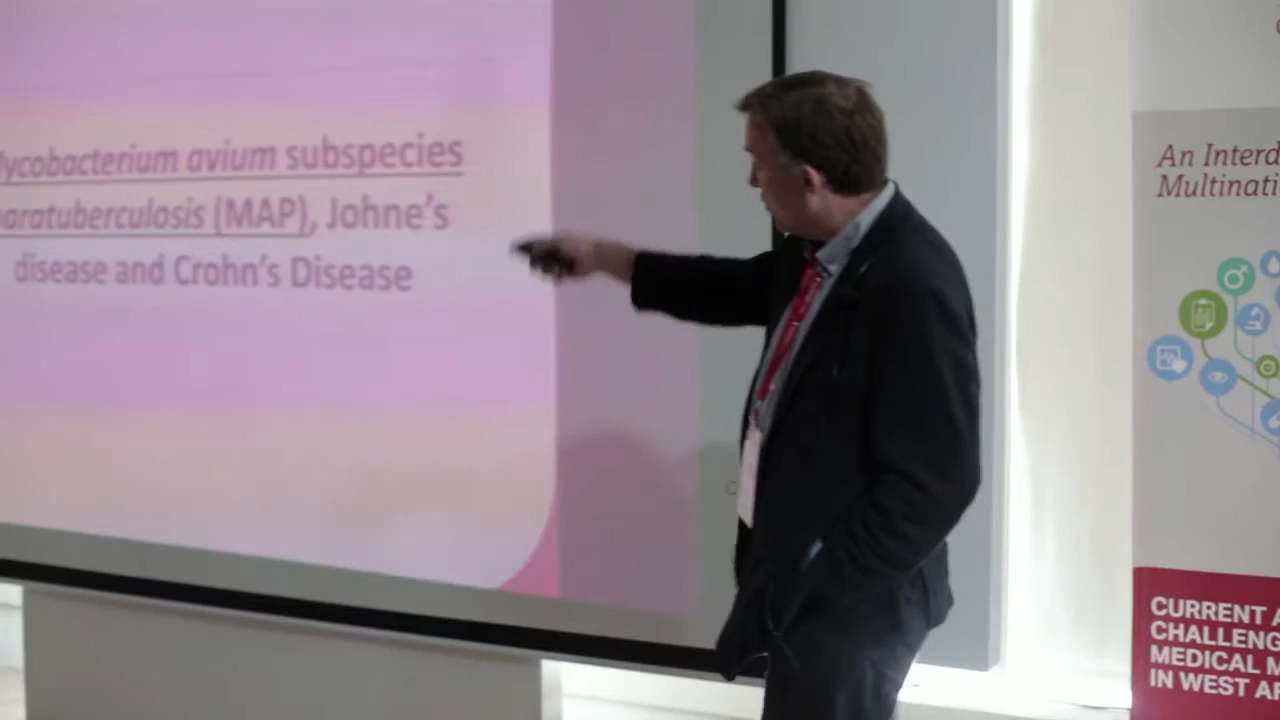 ycobacterium avium subspecies
aratuberculosis (MAP), Johne's
disease and Crohn's Disease
An Interd
Multinati
CURRENT A
CHALLENG
MEDICAL M
IN WEST AF